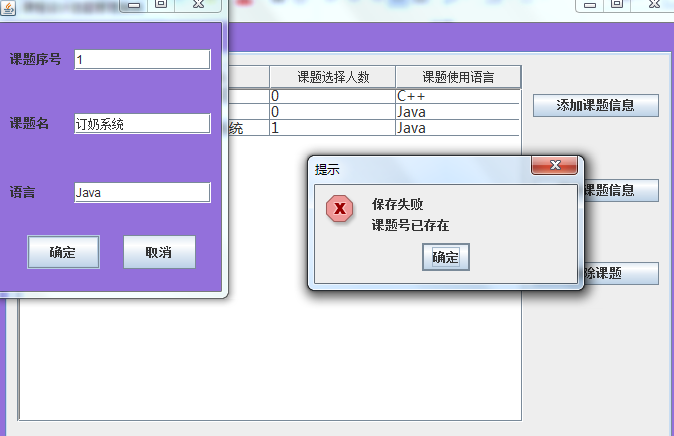 课题序号
1
课题名
订奶系统
语言
Java
确定
取消
课题选择人数
课题使用语言
0
C++
0
Java
统
1
Java
添加课题信息
课题信息
除课题
提示
保存失败
课题号已存在
确定